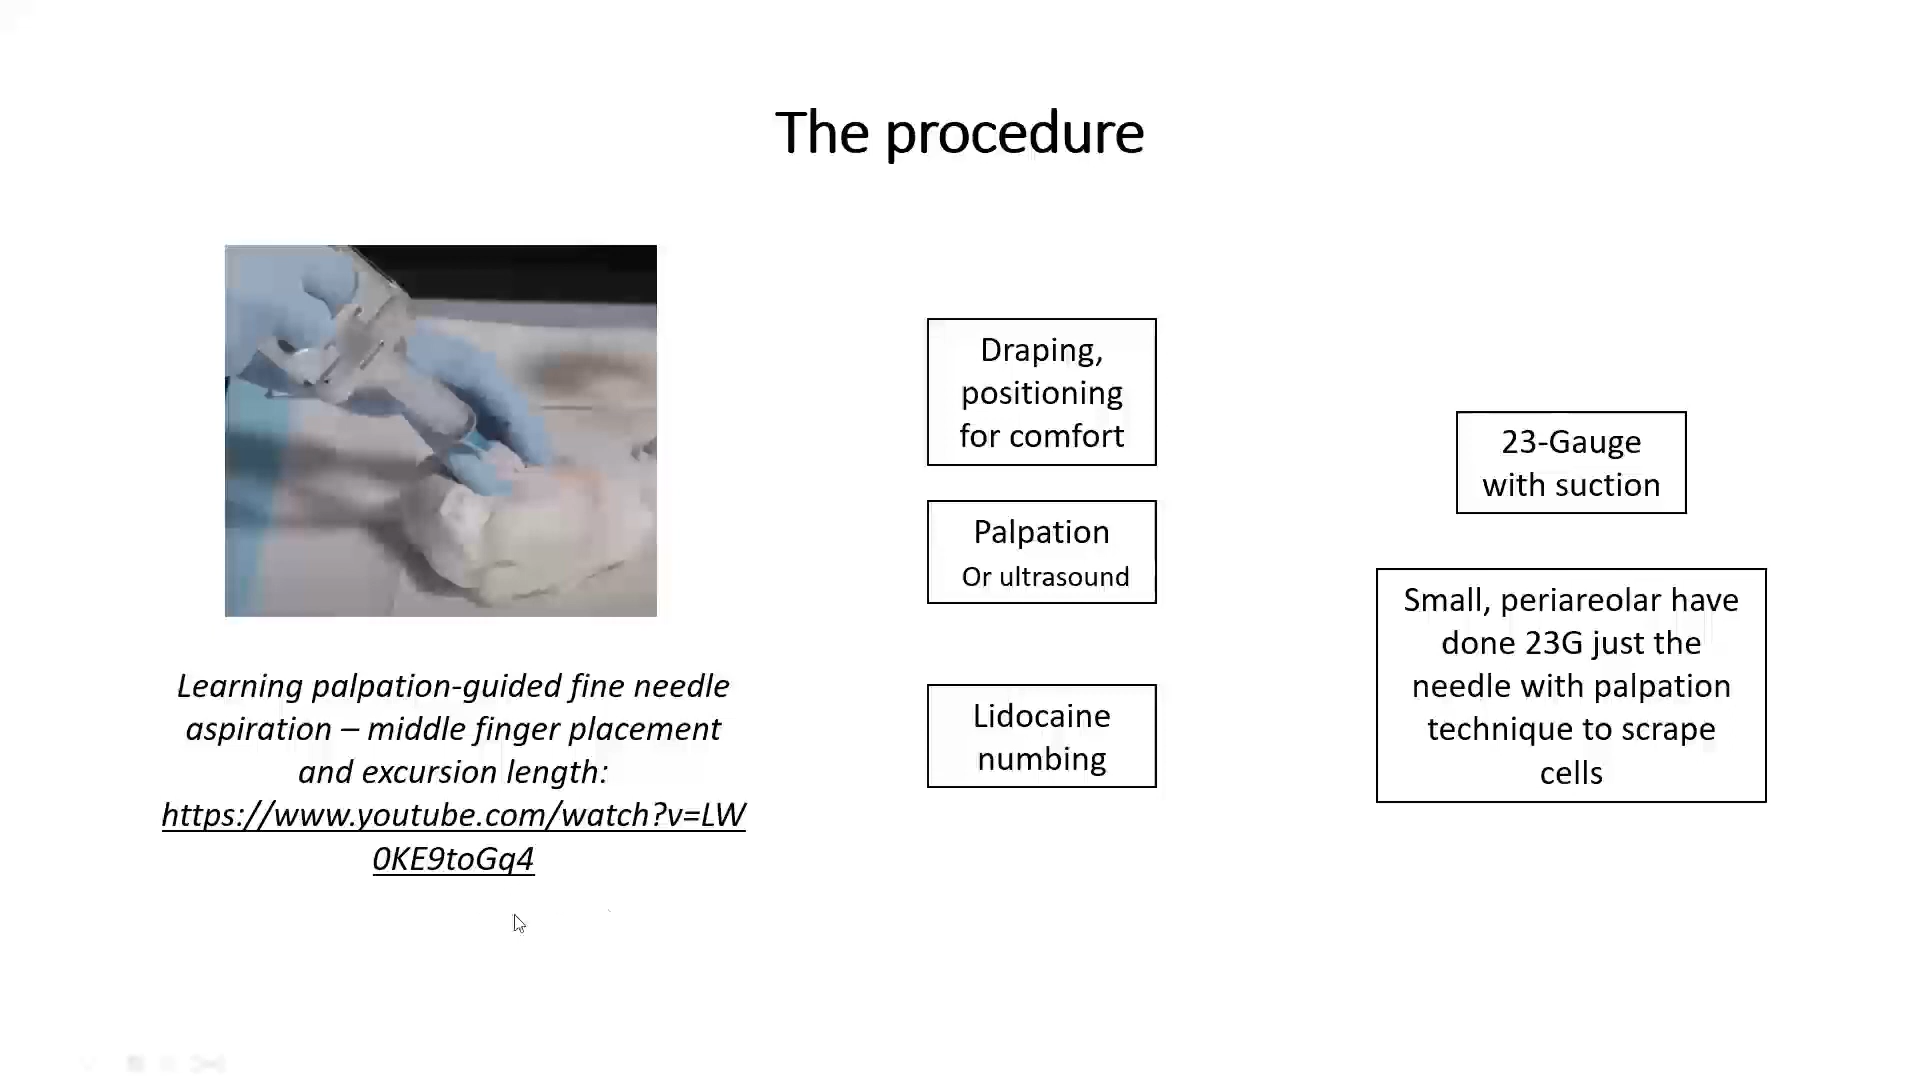 The procedure
Learning palpation-guided fine needle
aspiration – middle finger placement
and excursion length:
https://www.youtube.com/watch?v=LW
0KE9toGq4
Draping,
positioning
for comfort
Palpation
Or ultrasound
Lidocaine
numbing
23-Gauge
with suction
Small, periareolar have
done 23G just the
needle with palpation
technique to scrape
cells